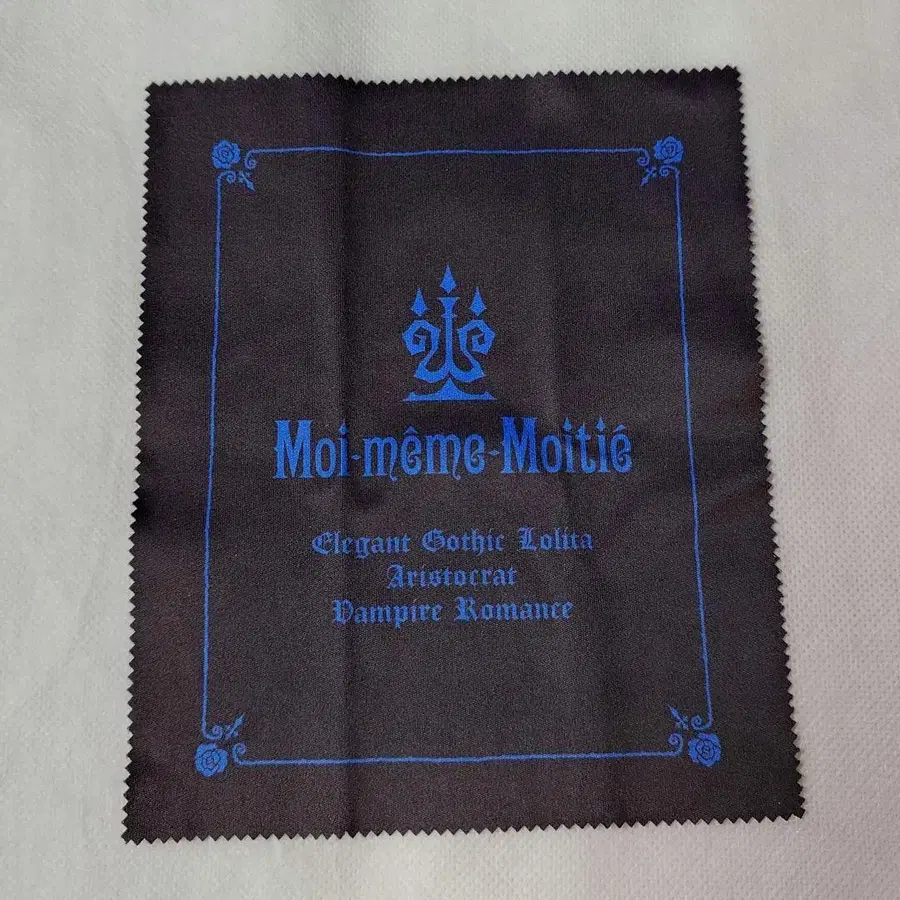 Moi-même-Moitié
Elegant Gothic Lolita
Aristocrat
Vampire Romance